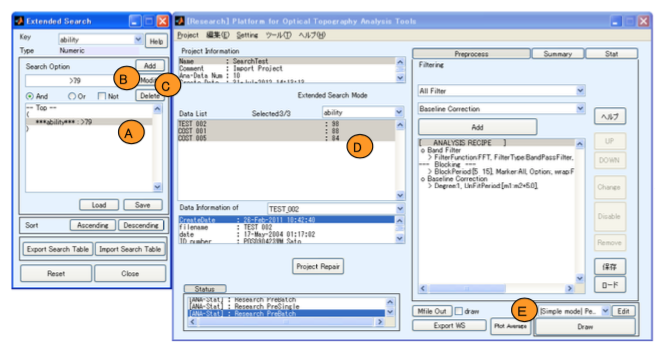 Extended Search
Key
ability
Help
Type
Numeric
Search Option
Add
>79
B
Modify
C
And
Or
Not
Delete
-- Top --
(
***ability*** : >79
)
A
Load
Save
Sort
Ascending
Descending
Export Search Table
Import Search Table
Reset
Close
[Research] Platform for Optical Topography Analysis Tools
Project 編集(E) Setting ツール(T) ヘルプ(H)
Project Information
Name : SearchTest
Comment : Import Project
Ana-Data Num : 10
Extended Search Mode
Data List
Selected:3/3
ability
TEST 002 : 90
COST 001 : 80
COST 005 : 84
D
Data Information of
TEST_002
CreateDate : 26-Feb-2011 10:42:40
filename : TEST 002
date : 17-May-2004 01:17:02
Project Repair
Status
[ANA-Stat] : Research PreBatch
[ANA-Stat] : Research PreSingle
[ANA-Stat] : Research PreBatch
Preprocess
Summary
Stat
Filtering
All Filter
Baseline Correction
Add
[ ANALYSIS RECIPE ]
o Band Filter
> FilterFunction:FFT, FilterType:BandPassFilter,
--- Blocking ---
> BlockPeriod:[5 15], Marker:All, Option, swap:F
o Baseline Correction
> Degree:1, UnFitPeriod:[m1:m2+5.0],
ヘルプ
UP
DOWN
Change
Disable
Remove
保存
ロード
Mfile Out
draw
E
[Simple mode] Pe..
Edit
Export WS
Plot Average
Draw